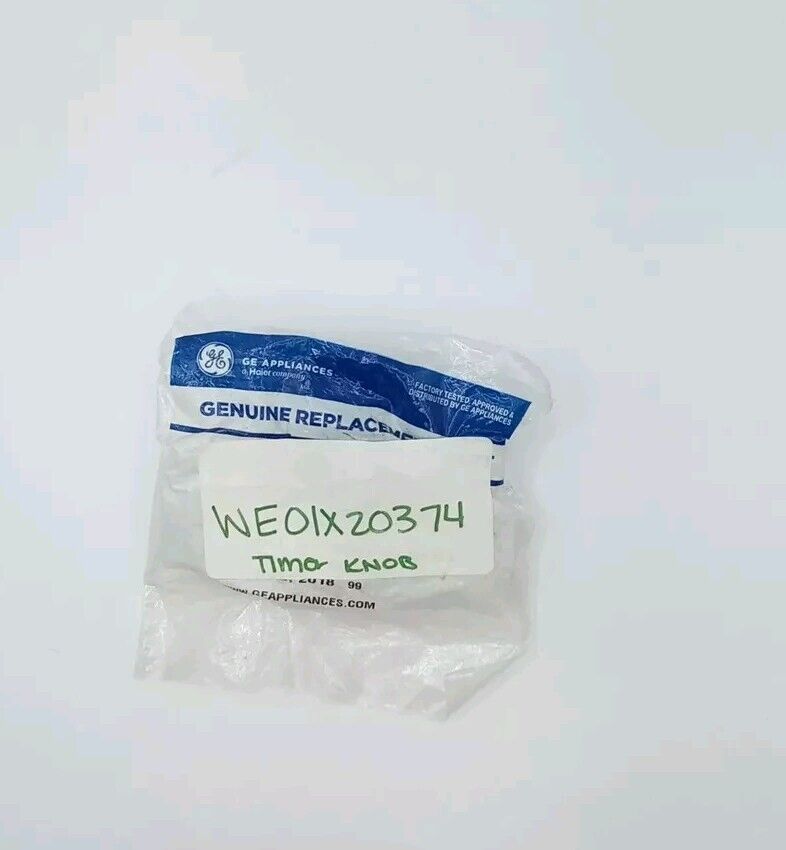 GE
GE APPLIANCES
a Haier company
FACTORY TESTED, APPROVED &
DISTRIBUTED BY GE APPLIANCES
GENUINE REPLACEM
WE01X20374
Timer KNOB
2018 99
WWW.GEAPPLIANCES.COM